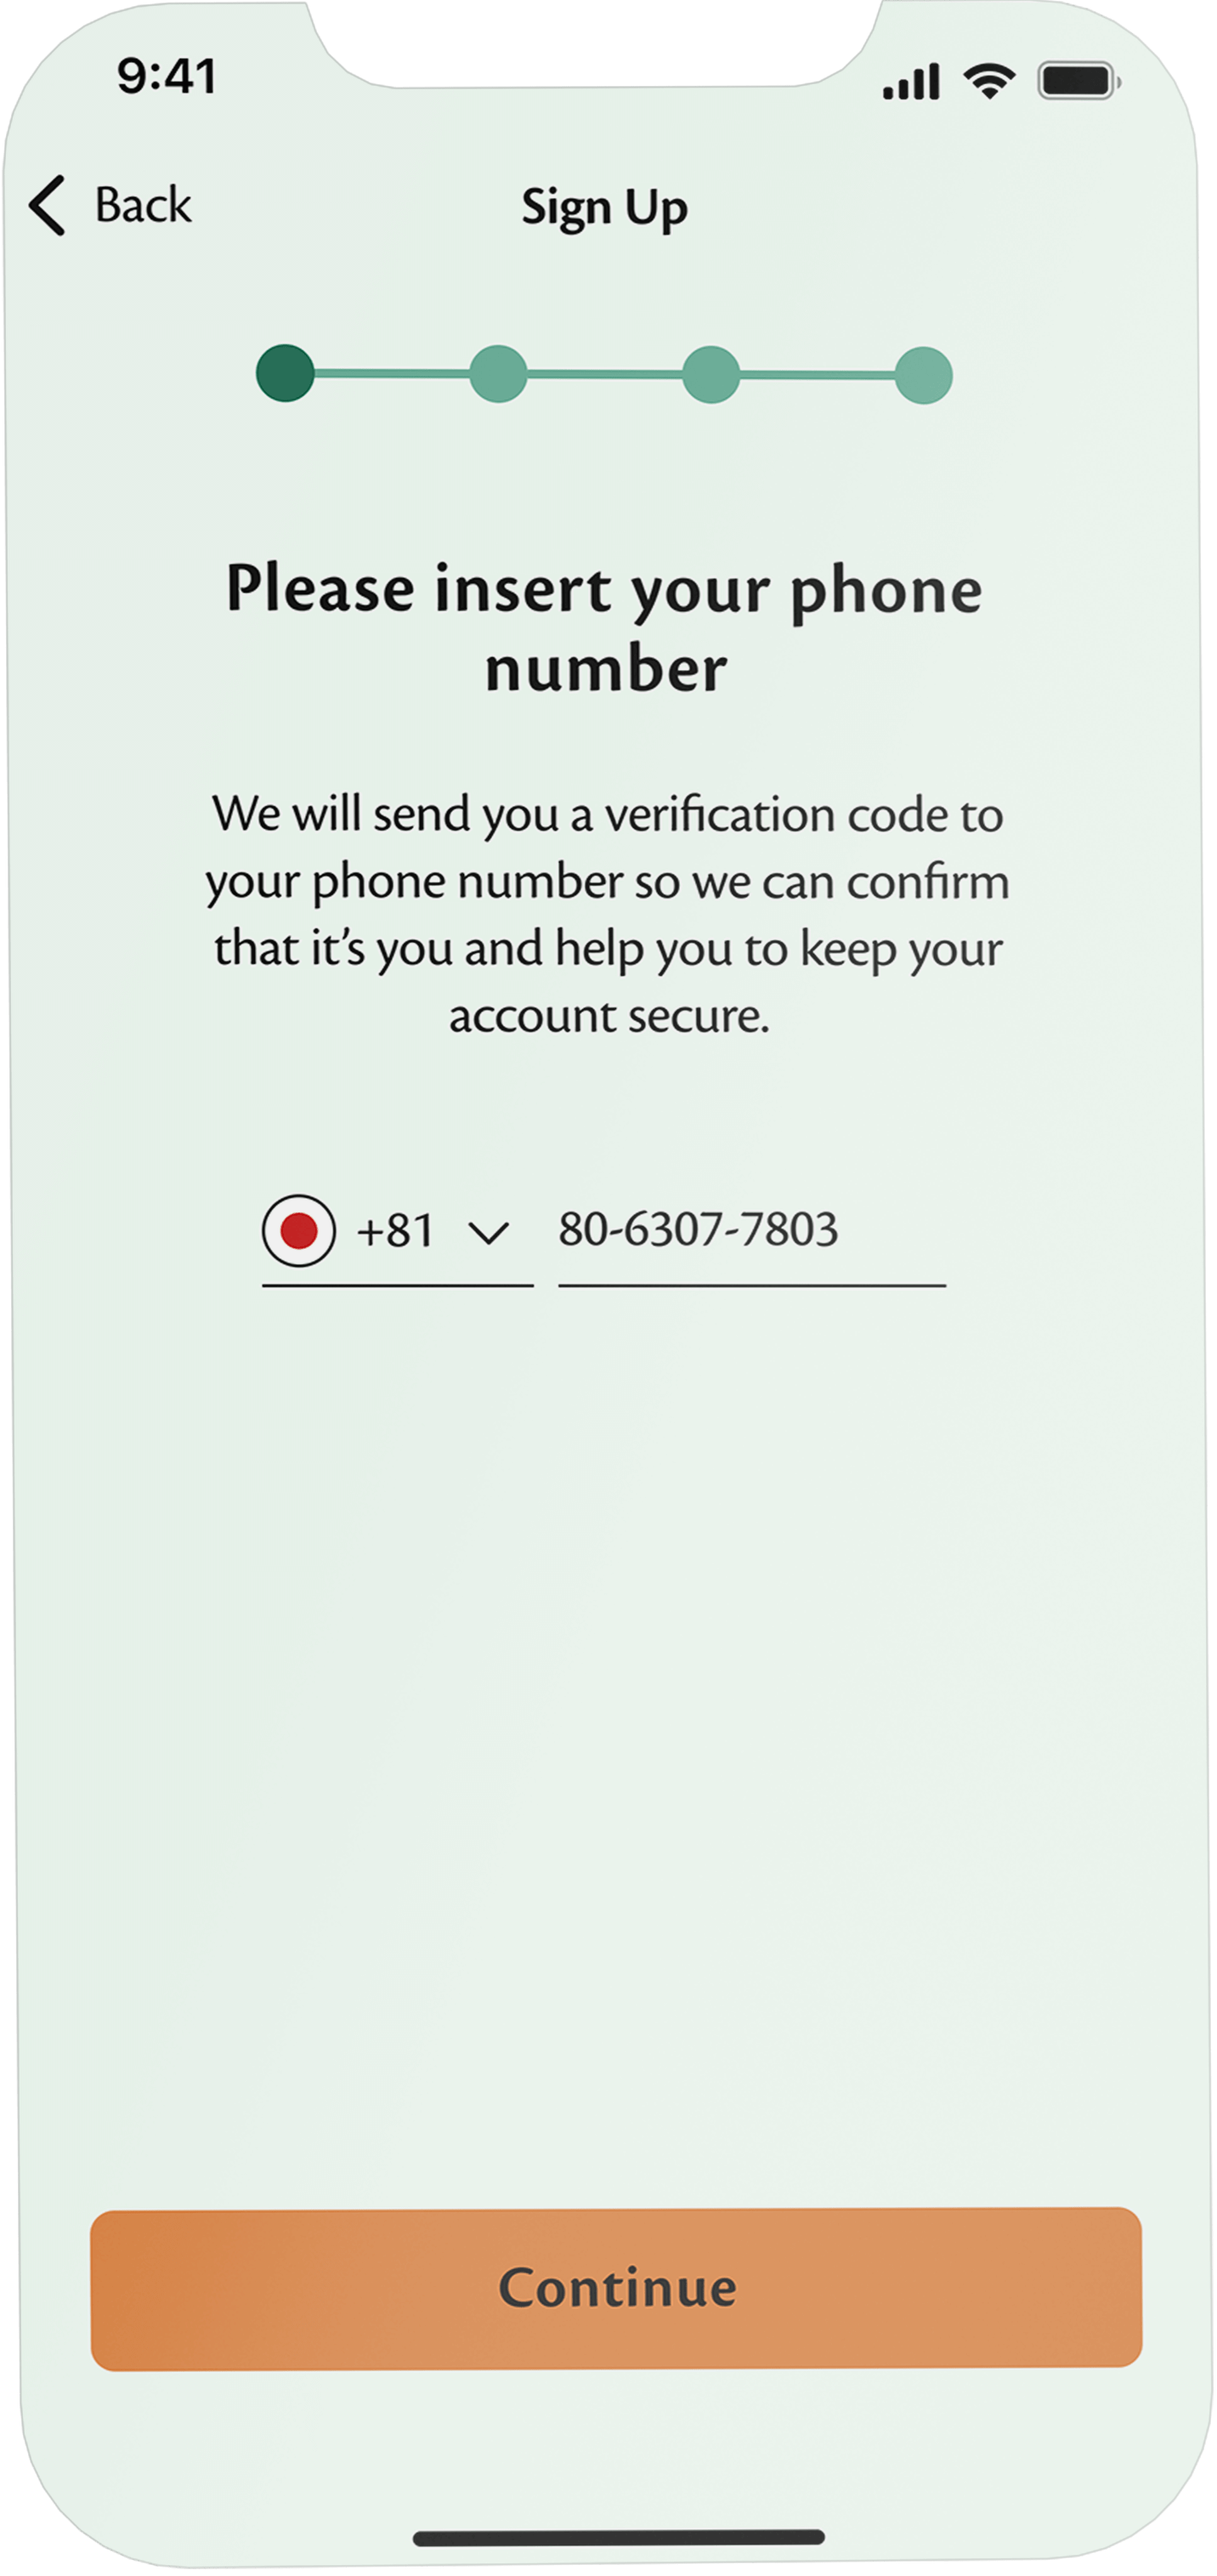 9:41
Back
Sign Up
Please insert your phone
number
We will send you a verification code to
your phone number so we can confirm
that it’s you and help you to keep your
account secure.
+81 80-6307-7803
Continue